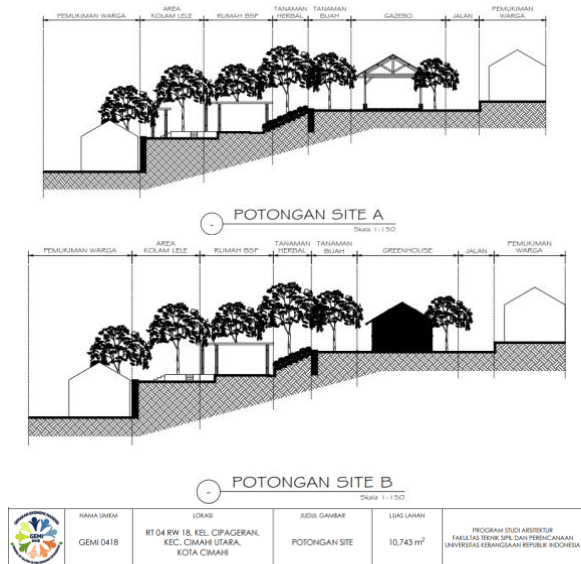 PEMUKIMAN WARGA
AREA
KOLAM LELE
RUMAH BSF
TANAMAN
HERBAL
TANAMAN
BUAH
GAZEBO
JALAN
PEMUKIMAN
WARGA
- POTONGAN SITE A
Skala 1:150
PEMUKIMAN WARGA
AREA
KOLAM LELE
RUMAH BSF
TANAMAN
HERBAL
TANAMAN
BUAH
GREENHOUSE
JALAN
PEMUKIMAN
WARGA
- POTONGAN SITE B
Skala 1:150
GEMI
NAMA UMKM
GEMI 0418
LOKASI
RT 04 RW 18, KEL. CIPAGERAN,
KEC. CIMAHI UTARA,
KOTA CIMAHI
JUDUL GAMBAR
POTONGAN SITE
LUAS LAHAN
10,743 m²
PROGRAM STUDI ARSITEKTUR
FAKULTAS TEKNIK SIPIL DAN PERENCANAAN
UNIVERSITAS KEBANGSAAN REPUBLIK INDONESIA